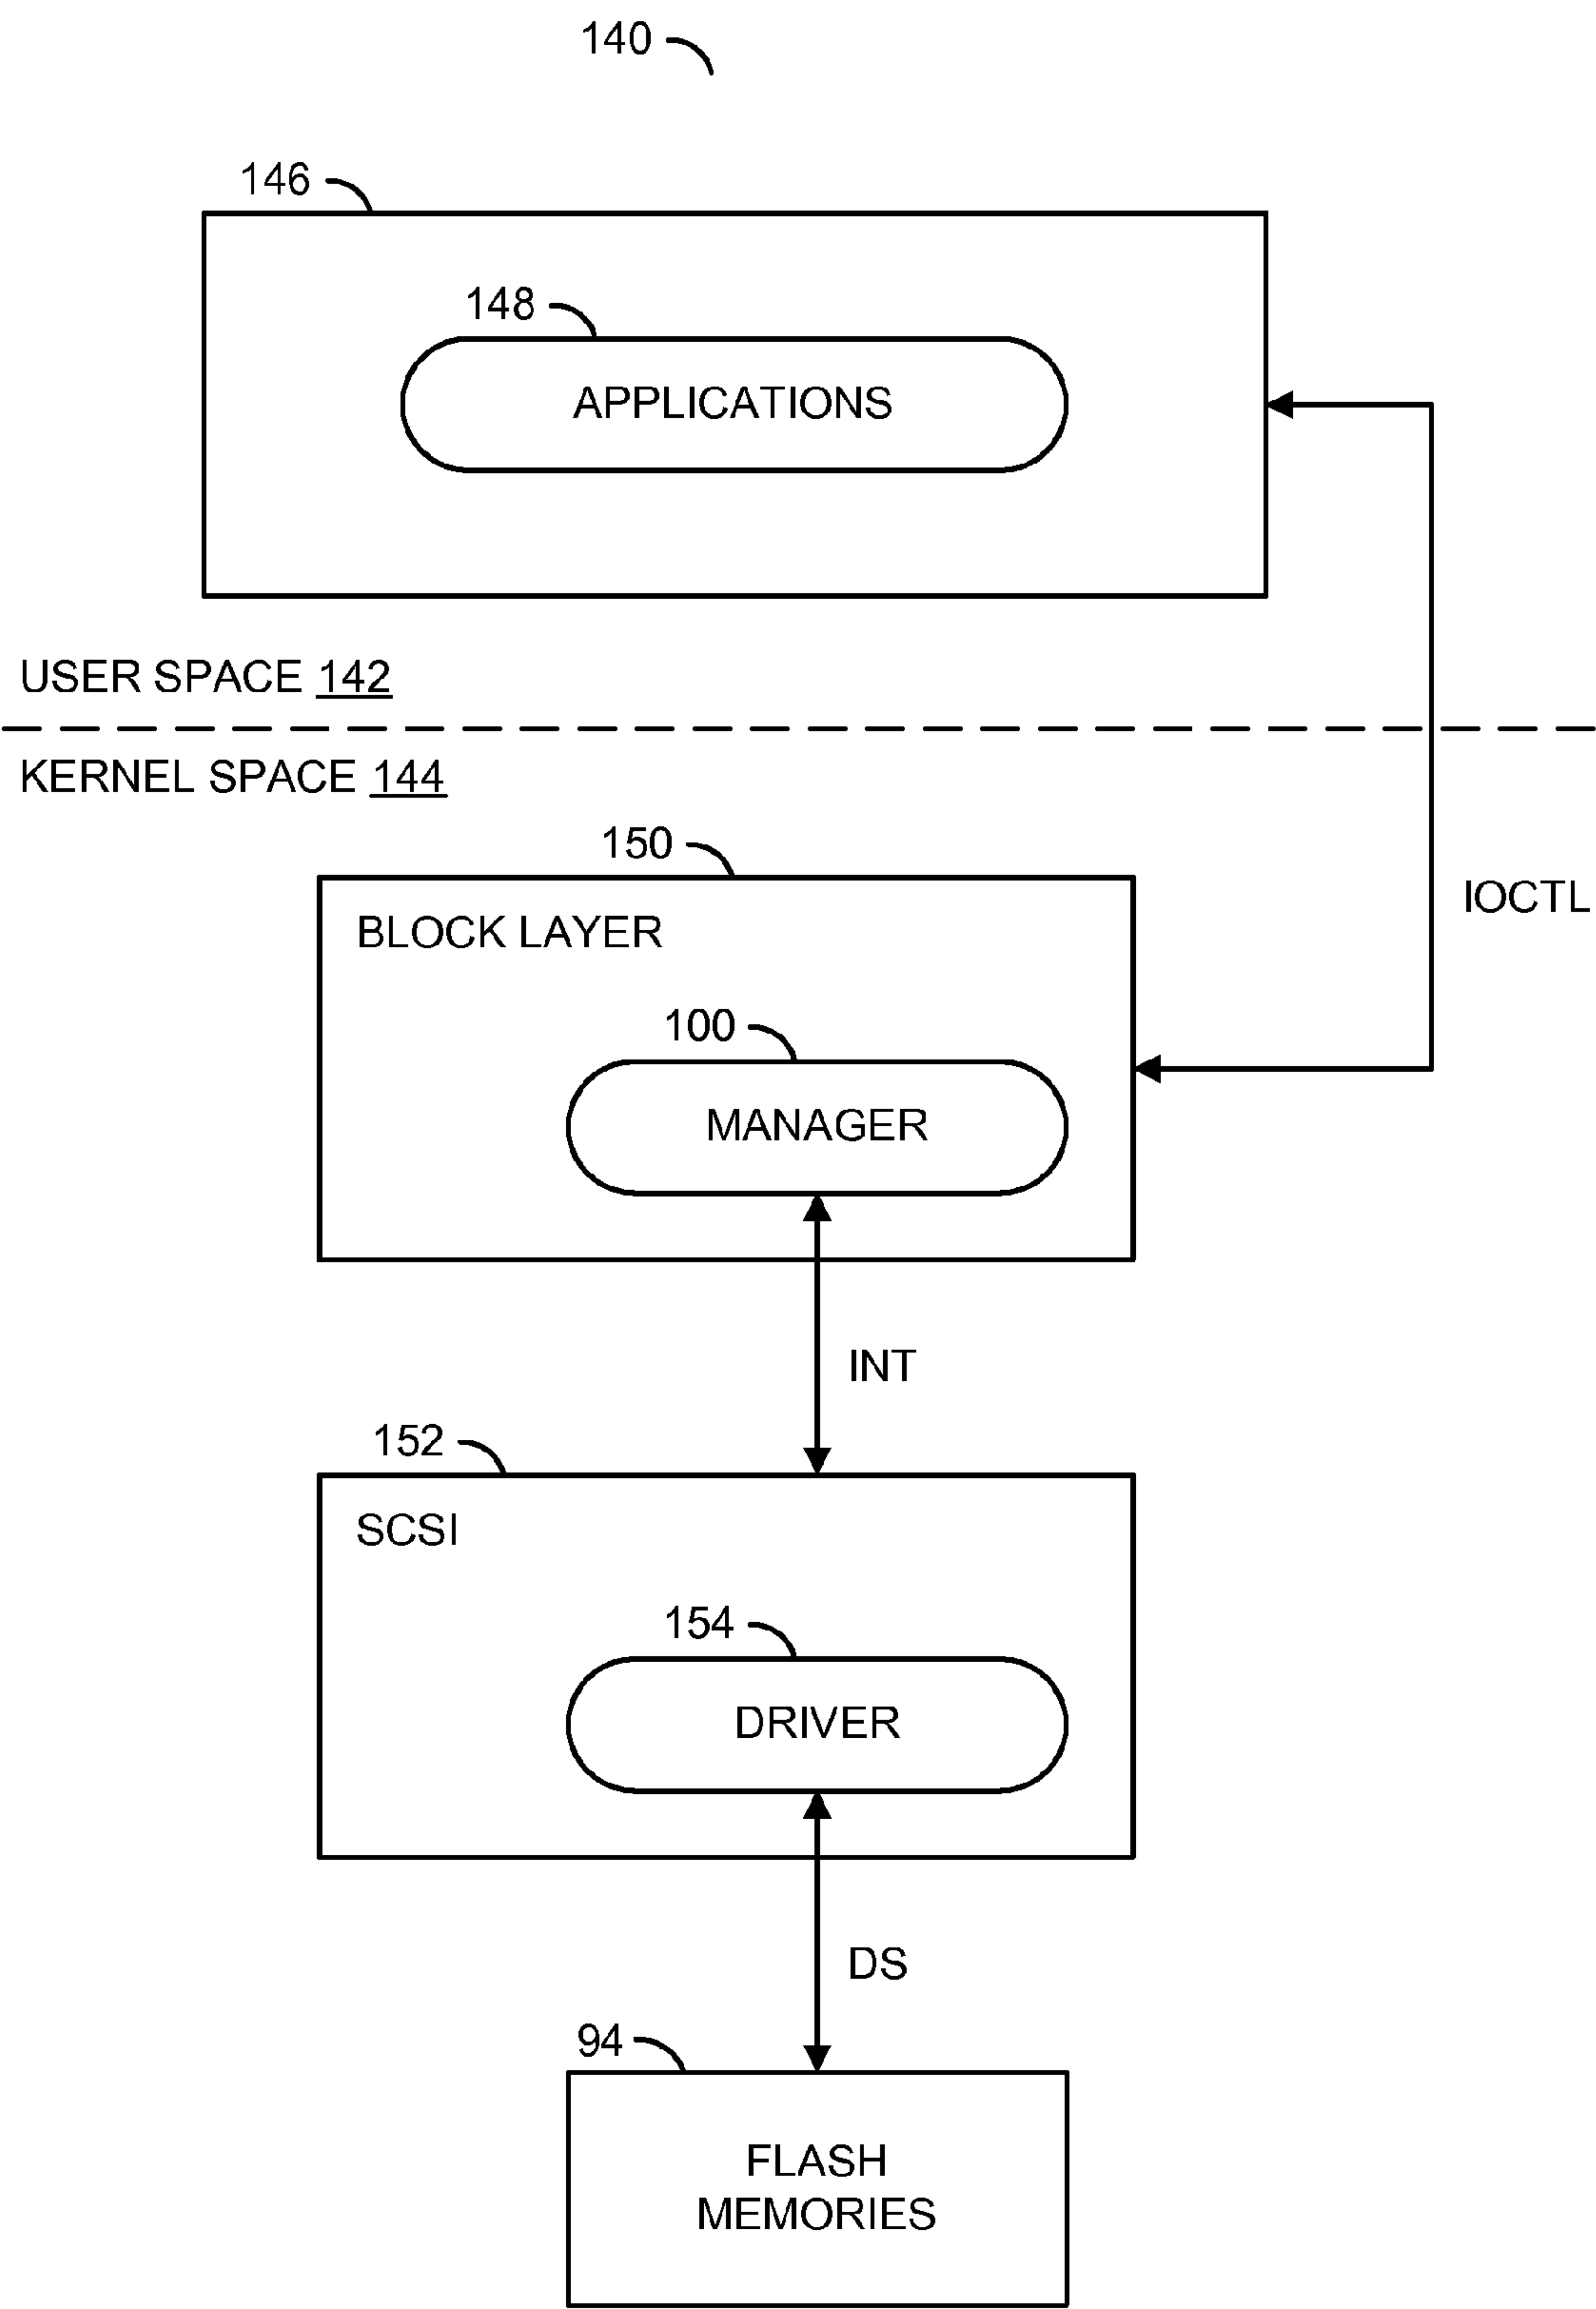 140
146
148
APPLICATIONS
USER SPACE 142
KERNEL SPACE 144
150
BLOCK LAYER
IOCTL
100
MANAGER
INT
152
SCSI
154
DRIVER
DS
94
FLASH
MEMORIES